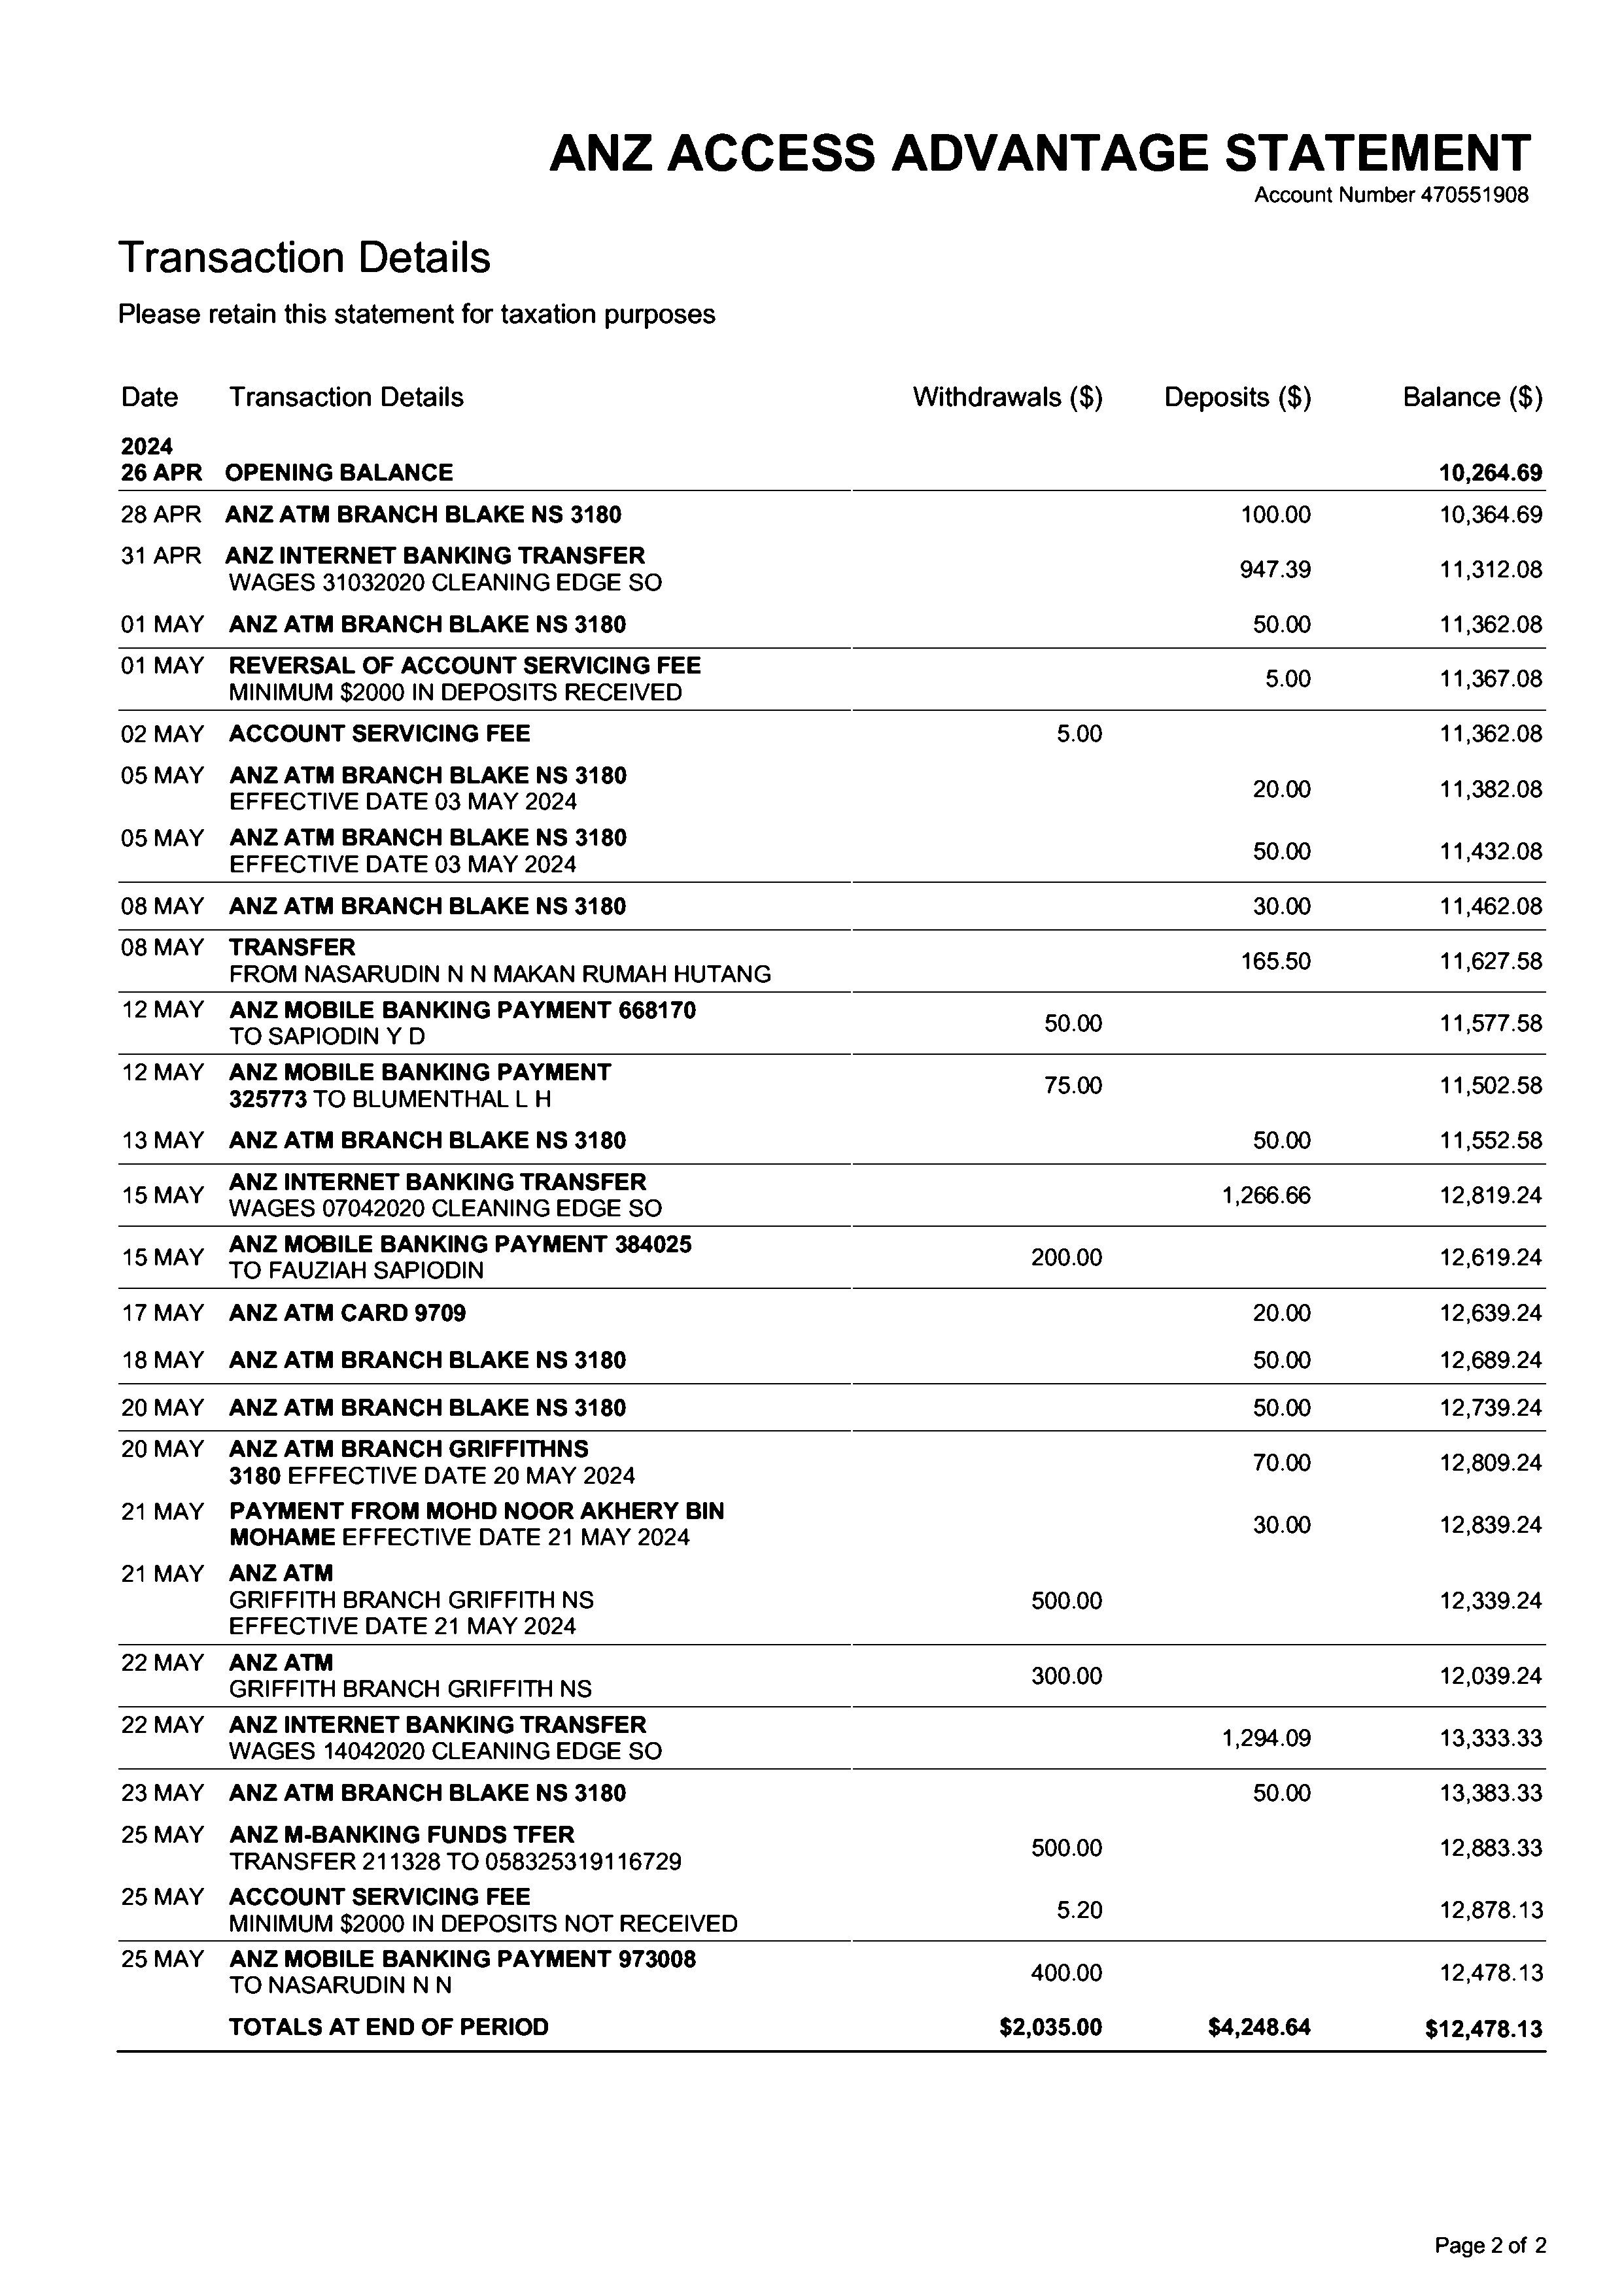 ANZ ACCESS ADVANTAGE STATEMENT
Account Number 470551908
Transaction Details
Please retain this statement for taxation purposes
Date Transaction Details Withdrawals ($) Deposits ($) Balance ($)
2024
26 APR OPENING BALANCE 10,264.69
28 APR ANZ ATM BRANCH BLAKE NS 3180 100.00 10,364.69
31 APR ANZ INTERNET BANKING TRANSFER
WAGES 31032020 CLEANING EDGE SO 947.39 11,312.08
01 MAY ANZ ATM BRANCH BLAKE NS 3180 50.00 11,362.08
01 MAY REVERSAL OF ACCOUNT SERVICING FEE
MINIMUM $2000 IN DEPOSITS RECEIVED 5.00 11,367.08
02 MAY ACCOUNT SERVICING FEE 5.00 11,362.08
05 MAY ANZ ATM BRANCH BLAKE NS 3180
EFFECTIVE DATE 03 MAY 2024 20.00 11,382.08
05 MAY ANZ ATM BRANCH BLAKE NS 3180
EFFECTIVE DATE 03 MAY 2024 50.00 11,432.08
08 MAY ANZ ATM BRANCH BLAKE NS 3180 30.00 11,462.08
08 MAY TRANSFER
FROM NASARUDIN N N MAKAN RUMAH HUTANG 165.50 11,627.58
12 MAY ANZ MOBILE BANKING PAYMENT 668170
TO SAPIODIN Y D 50.00 11,577.58
12 MAY ANZ MOBILE BANKING PAYMENT
325773 TO BLUMENTHAL L H 75.00 11,502.58
13 MAY ANZ ATM BRANCH BLAKE NS 3180 50.00 11,552.58
15 MAY ANZ INTERNET BANKING TRANSFER
WAGES 07042020 CLEANING EDGE SO 1,266.66 12,819.24
15 MAY ANZ MOBILE BANKING PAYMENT 384025
TO FAUZIAH SAPIODIN 200.00 12,619.24
17 MAY ANZ ATM CARD 9709 20.00 12,639.24
18 MAY ANZ ATM BRANCH BLAKE NS 3180 50.00 12,689.24
20 MAY ANZ ATM BRANCH BLAKE NS 3180 50.00 12,739.24
20 MAY ANZ ATM BRANCH GRIFFITHNS
3180 EFFECTIVE DATE 20 MAY 2024 70.00 12,809.24
21 MAY PAYMENT FROM MOHD NOOR AKHERY BIN
MOHAME EFFECTIVE DATE 21 MAY 2024 30.00 12,839.24
21 MAY ANZ ATM
GRIFFITH BRANCH GRIFFITH NS 500.00 12,339.24
EFFECTIVE DATE 21 MAY 2024
22 MAY ANZ ATM
GRIFFITH BRANCH GRIFFITH NS 300.00 12,039.24
22 MAY ANZ INTERNET BANKING TRANSFER
WAGES 14042020 CLEANING EDGE SO 1,294.09 13,333.33
23 MAY ANZ ATM BRANCH BLAKE NS 3180 50.00 13,383.33
25 MAY ANZ M-BANKING FUNDS TFER
TRANSFER 211328 TO 058325319116729 500.00 12,883.33
25 MAY ACCOUNT SERVICING FEE
MINIMUM $2000 IN DEPOSITS NOT RECEIVED 5.20 12,878.13
25 MAY ANZ MOBILE BANKING PAYMENT 973008
TO NASARUDIN N N 400.00 12,478.13
TOTALS AT END OF PERIOD $2,035.00 $4,248.64 $12,478.13
Page 2 of 2